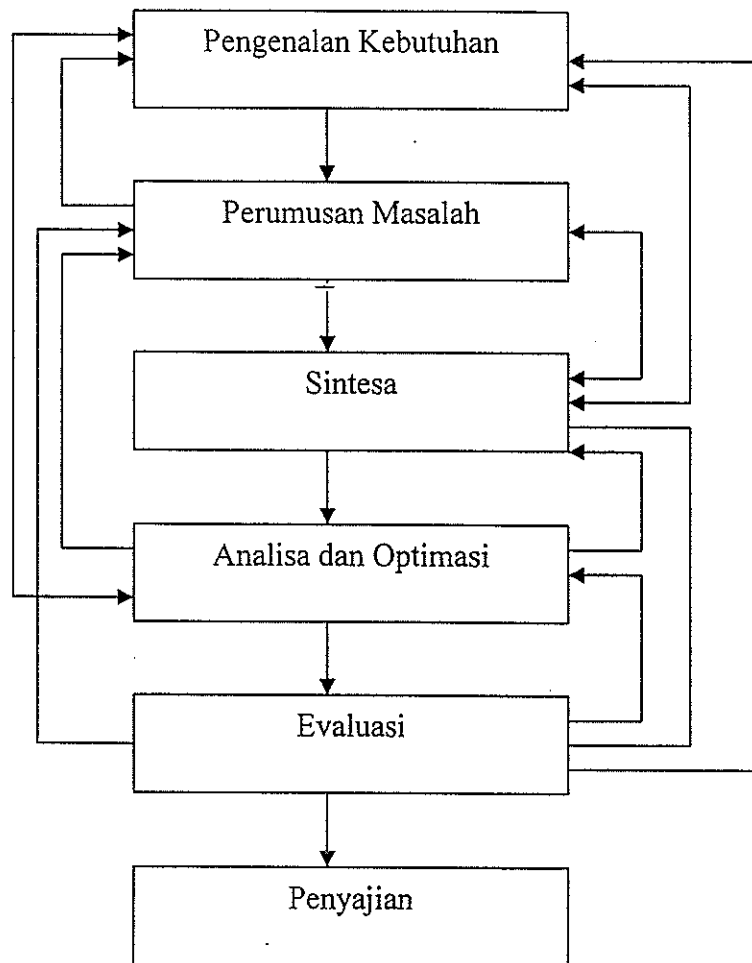 Pengenalan Kebutuhan
Perumusan Masalah
Sintesa
Analisa dan Optimasi
Evaluasi
Penyajian